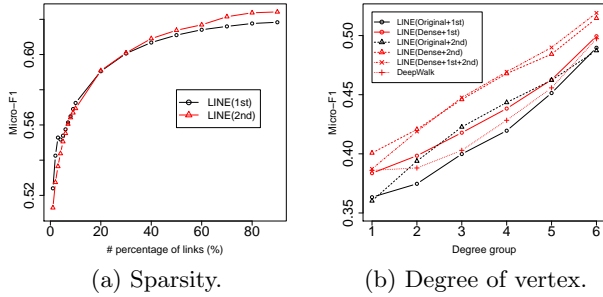 Micro−F1
0.52
0.56
0.60
LINE(1st)
LINE(2nd)
0
20
40
60
80
# percentage of links (%)
(a) Sparsity.
Micro−F1
0.35
0.40
0.45
0.50
LINE(Original+1st)
LINE(Dense+1st)
LINE(Original+2nd)
LINE(Dense+2nd)
LINE(Dense+1st+2nd)
DeepWalk
1
2
3
4
5
6
Degree group
(b) Degree of vertex.